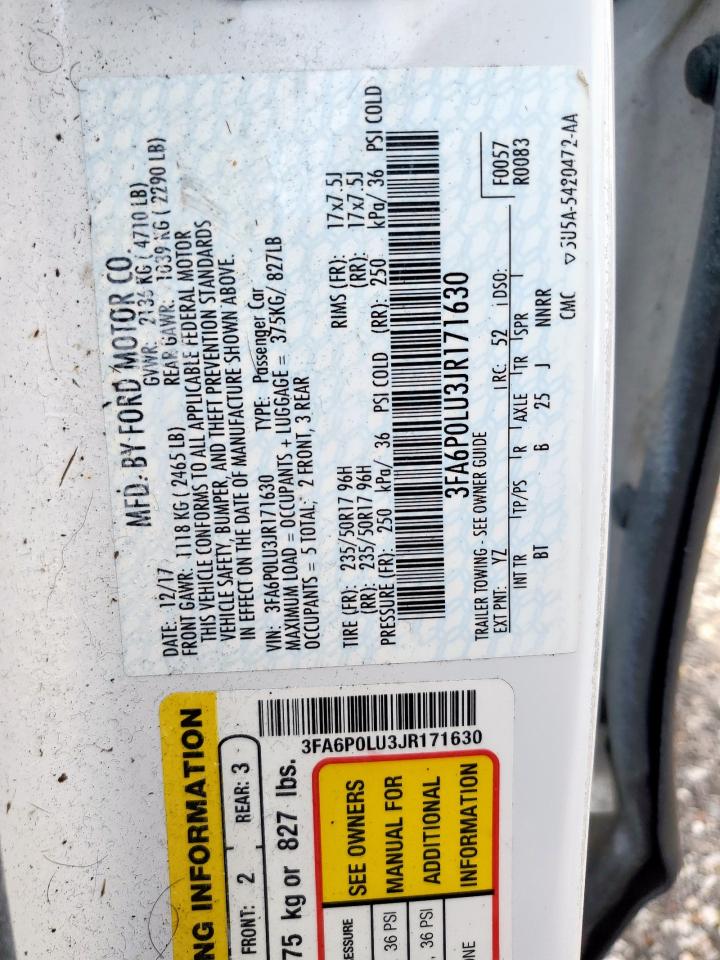 MFD. BY FORD MOTOR CO.
DATE: 12/17 GVWR: 2136 KG ( 4710 LB)
FRONT GAWR: 1118 KG ( 2465 LB) REAR GAWR: 1039 KG ( 2290 LB)
THIS VEHICLE CONFORMS TO ALL APPLICABLE FEDERAL MOTOR
VEHICLE SAFETY, BUMPER, AND THEFT PREVENTION STANDARDS
IN EFFECT ON THE DATE OF MANUFACTURE SHOWN ABOVE.
VIN: 3FA6P0LU3JR171630 TYPE: Passenger Car
MAXIMUM LOAD = OCCUPANTS + LUGGAGE = 375KG/ 827LB
OCCUPANTS = 5 TOTAL; 2 FRONT, 3 REAR
TIRE (FR): 235/50R17 96H RIMS (FR): 17x7.5J
(RR): 235/50R17 96H (RR): 17x7.5J
PRESSURE (FR): 250 kPa/ 36 PSI COLD (RR): 250 kPa/ 36 PSI COLD
3FA6P0LU3JR171630
TRAILER TOWING - SEE OWNER GUIDE
F0057
R0083
EXT PNT: YZ RC: 52 DSO:
INT TR TP/PS R AXLE TR SPR
BT B 25 J NNRR
CMC 5U5A-5420472-AA
NG INFORMATION
FRONT: 2 REAR: 3
75 kg or 827 lbs.
3FA6P0LU3JR171630
ESSURE
36 PSI
, 36 PSI
ONE
SEE OWNERS
MANUAL FOR
ADDITIONAL
INFORMATION